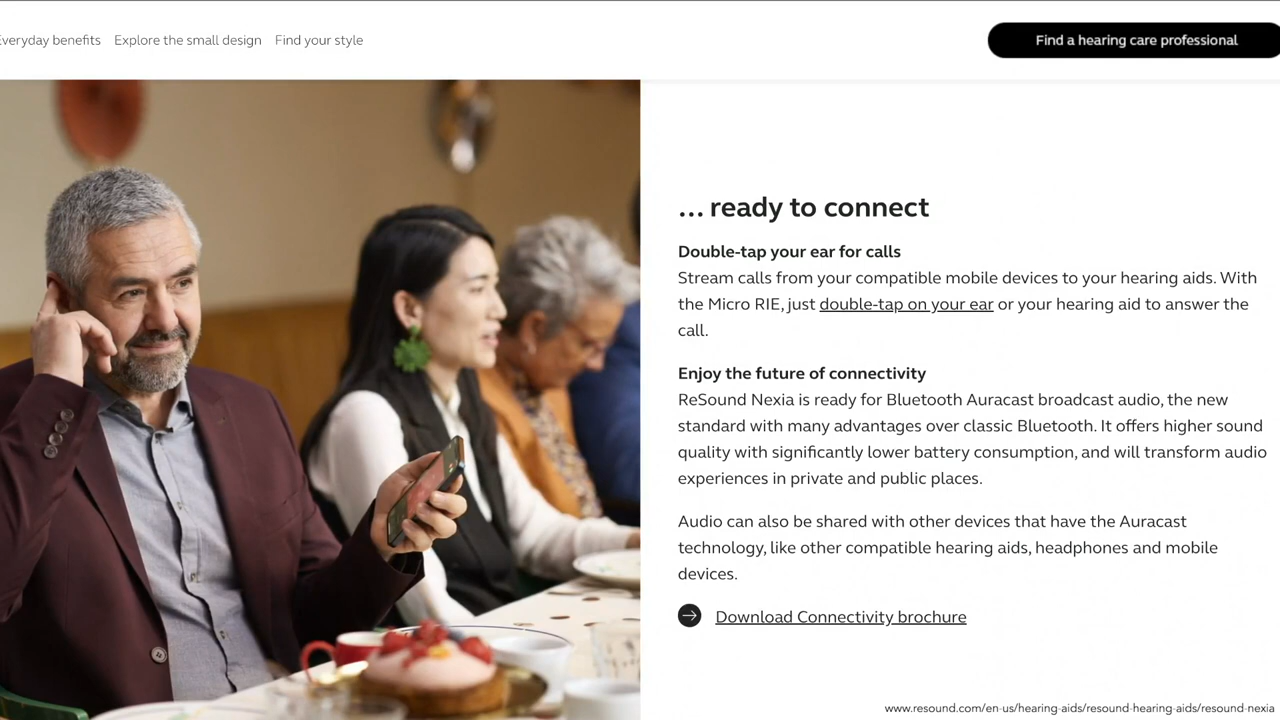 Everyday benefits Explore the small design Find your style
Find a hearing care professional
... ready to connect
Double-tap your ear for calls
Stream calls from your compatible mobile devices to your hearing aids. With
the Micro RIE, just double-tap on your ear or your hearing aid to answer the
call.
Enjoy the future of connectivity
ReSound Nexia is ready for Bluetooth Auracast broadcast audio, the new
standard with many advantages over classic Bluetooth. It offers higher sound
quality with significantly lower battery consumption, and will transform audio
experiences in private and public places.
Audio can also be shared with other devices that have the Auracast
technology, like other compatible hearing aids, headphones and mobile
devices.
Download Connectivity brochure
www.resound.com/en-us/hearing-aids/resound-hearing-aids/resound-nexia